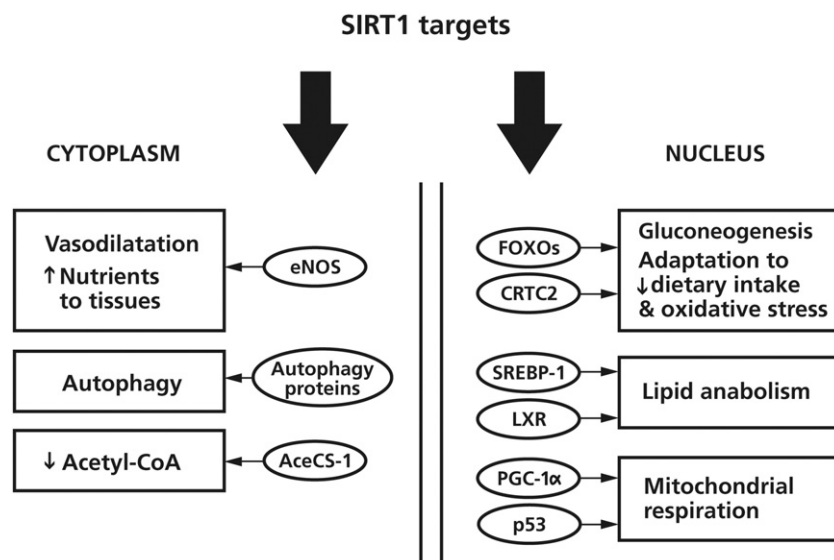 SIRT1 targets
CYTOPLASM
NUCLEUS
Vasodilatation
↑Nutrients
to tissues
eNOS
Autophagy
Autophagy
proteins
↓ Acetyl-CoA
AceCS-1
FOXOs
CRTC2
Gluconeogenesis
Adaptation to
↓dietary intake
& oxidative stress
SREBP-1
LXR
Lipid anabolism
PGC-1α
p53
Mitochondrial
respiration